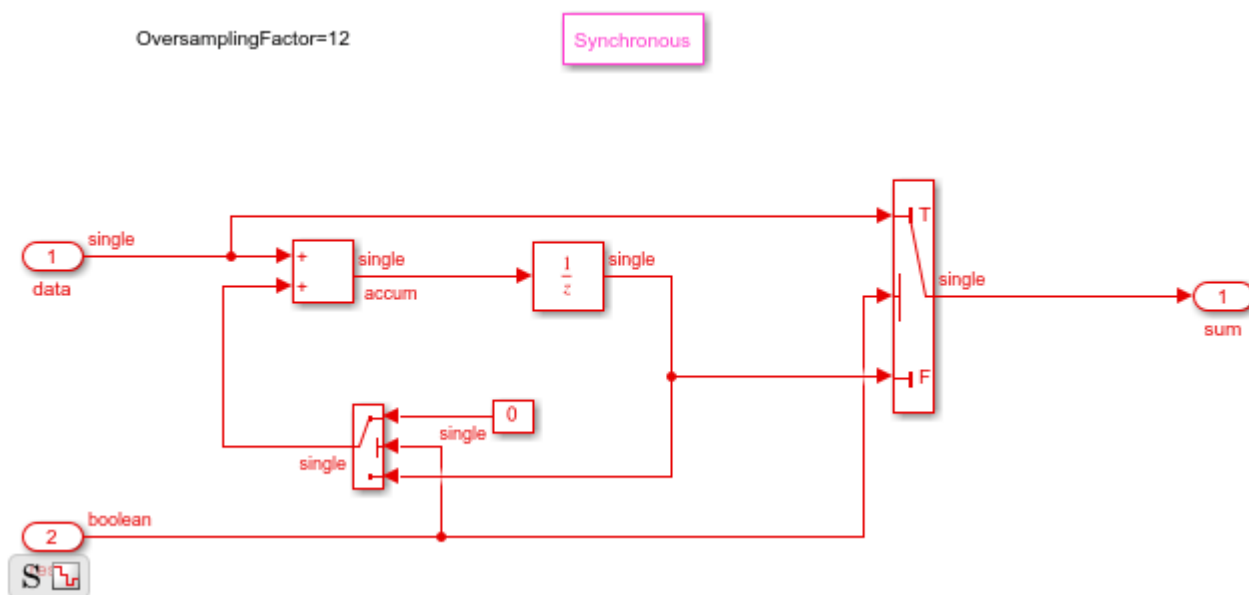 OversamplingFactor=12
Synchronous
T
single
1
data
+
+
single
accum
1
z
single
single
1
sum
F
0
single
single
boolean
2
S